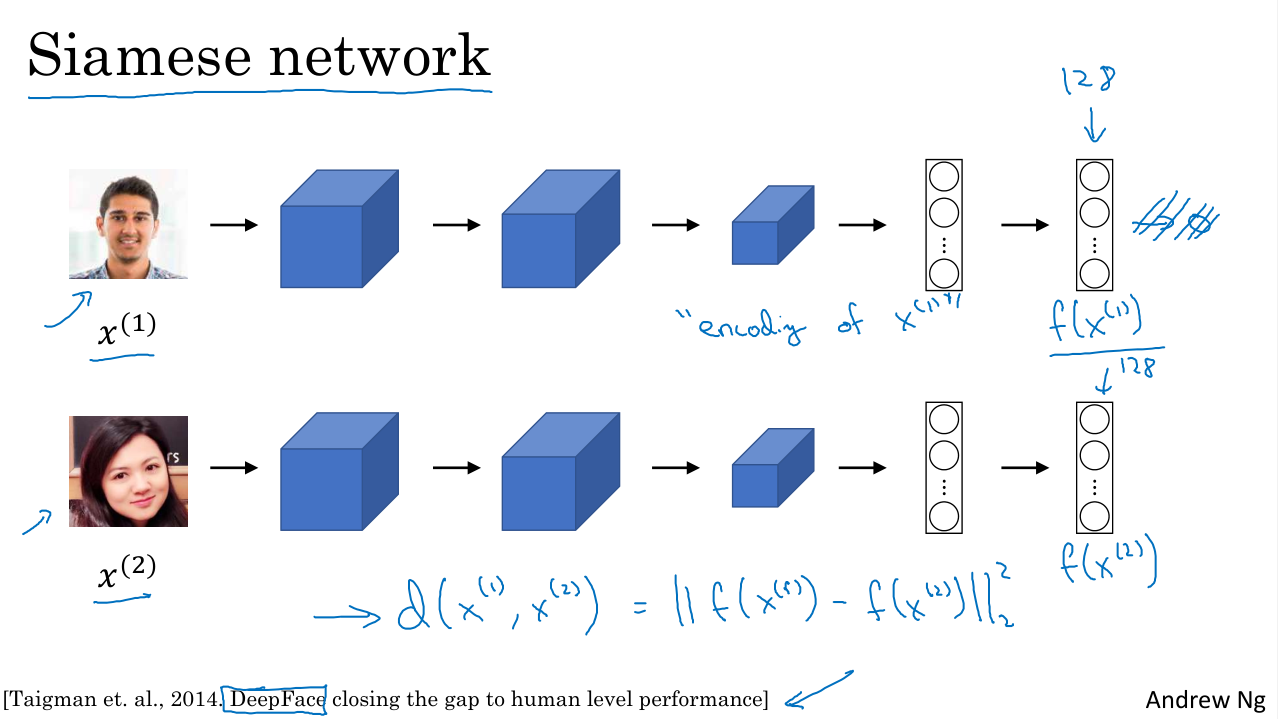 Siamese network
128
x^(1)
"encoding of x^(1)"
f(x^(1))
128
rs
x^(2)
f(x^(2))
d(x^(1), x^(2)) = || f(x^(1)) - f(x^(2)) ||_2^2
[Taigman et. al., 2014. DeepFace closing the gap to human level performance]
Andrew Ng